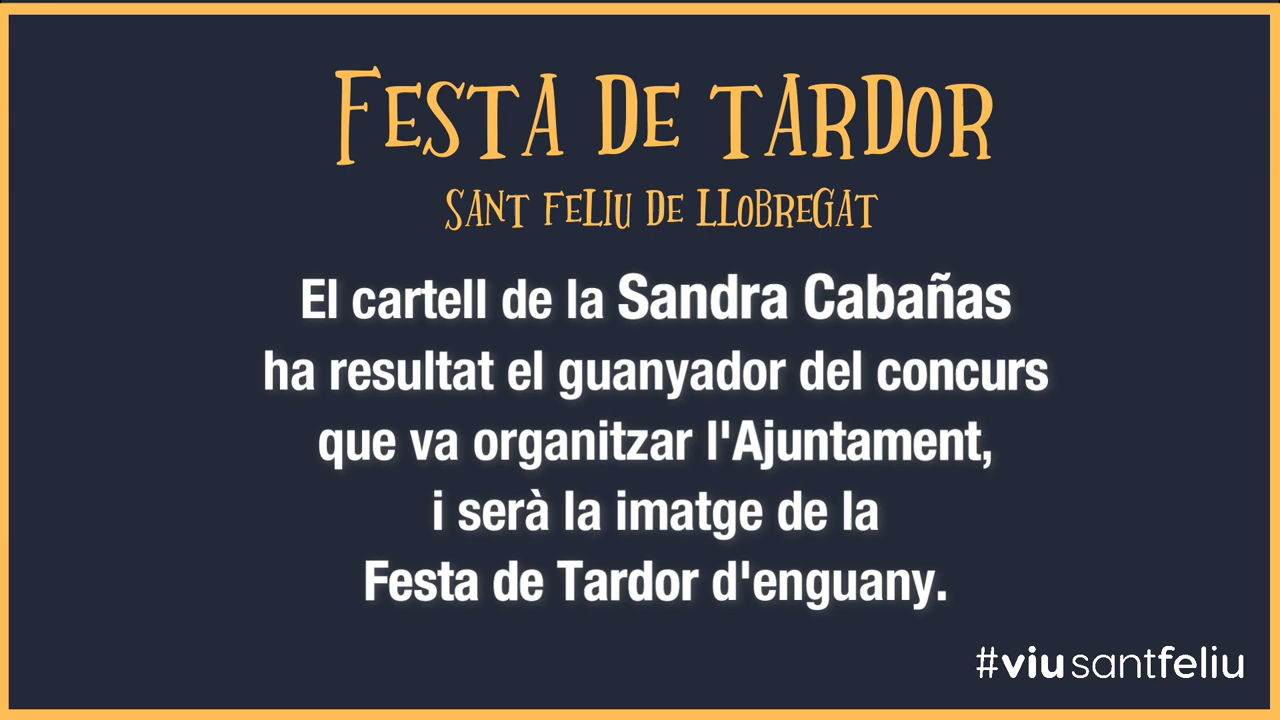 FESTA DE TARDOR
SANT FELIU DE LLOBREGAT
El cartell de la Sandra Cabañas
ha resultat el guanyador del concurs
que va organitzar l'Ajuntament,
i serà la imatge de la
Festa de Tardor d'enguany.
#viusantfeliu